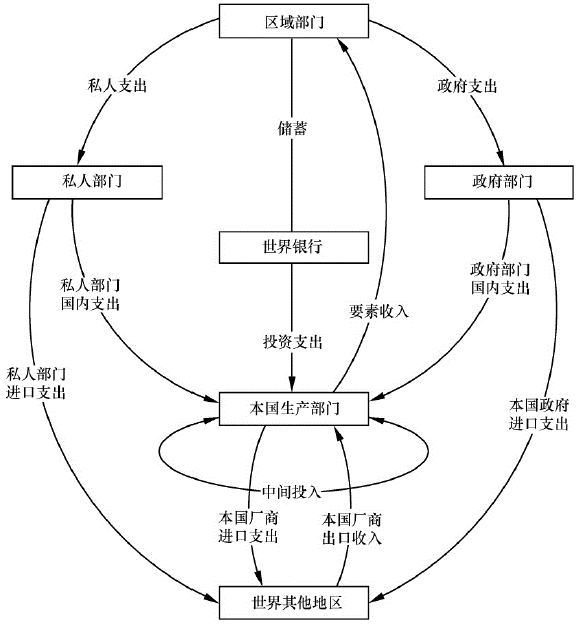 区域部门
私人支出
政府支出
储蓄
私人部门
政府部门
世界银行
私人部门
国内支出
政府部门
国内支出
要素收入
投资支出
私人部门
进口支出
本国生产部门
本国政府
进口支出
中间投入
本国厂商
进口支出
本国厂商
出口收入
世界其他地区